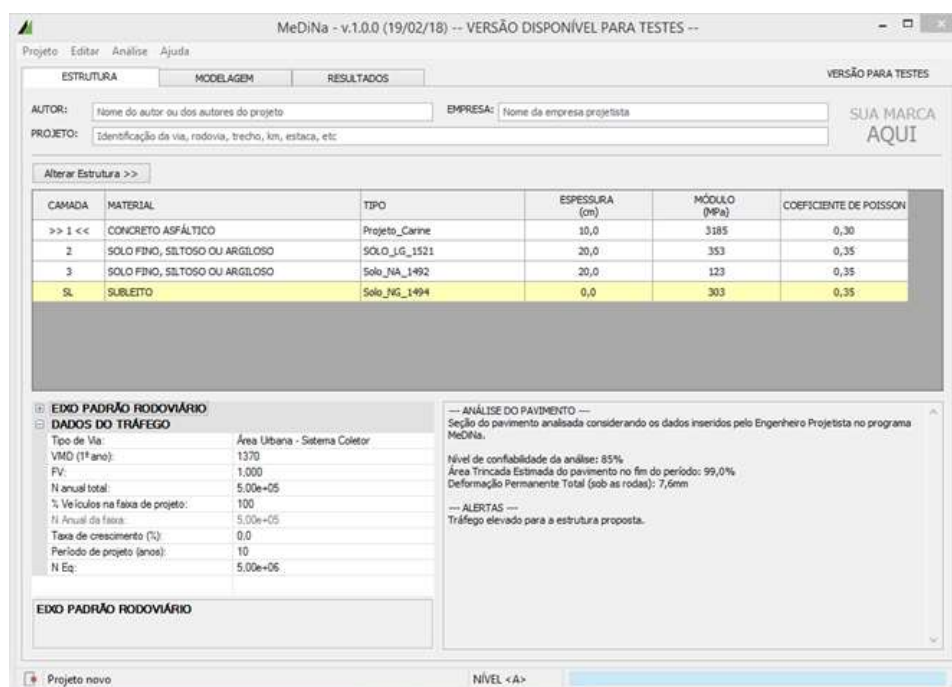 MeDiNa - v.1.0.0 (19/02/18) -- VERSÃO DISPONÍVEL PARA TESTES --
Projeto Editar Análise Ajuda
ESTRUTURA MODELAGEM RESULTADOS VERSÃO PARA TESTES
AUTOR: Nome do autor ou dos autores do projeto EMPRESA: Nome da empresa projetista
SUA MARCA
PROJETO: Identificação da via, rodovia, trecho, km, estaca, etc
AQUI
Alterar Estrutura >>
CAMADA MATERIAL TIPO ESPESSURA (cm) MÓDULO (MPa) COEFICIENTE DE POISSON
>> 1 << CONCRETO ASFÁLTICO Projeto_Carine 10,0 3185 0,30
2 SOLO FINO, SILTOSO OU ARGILOSO SOLO_LG_1521 20,0 353 0,35
3 SOLO FINO, SILTOSO OU ARGILOSO Solo_NA_1492 20,0 123 0,35
SL SUBLEITO Solo_NG_1494 0,0 303 0,35
EIXO PADRÃO RODOVIÁRIO
DADOS DO TRÁFEGO
Tipo de Via: Área Urbana - Sistema Coletor
VMD (1º ano): 1370
FV: 1.000
N anual total: 5.00e+05
% Veículos na faixa de projeto: 100
N Anual da faixa: 5.00e+05
Taxa de crescimento (%): 0.0
Período de projeto (anos): 10
N Eq: 5.00e+06
EIXO PADRÃO RODOVIÁRIO
--- ANÁLISE DO PAVIMENTO ---
Seção do pavimento analisada considerando os dados inseridos pelo Engenheiro Projetista no programa
MeDiNa.
Nível de confiabilidade da análise: 85%
Área Trincada Estimada do pavimento no fim do período: 99,0%
Deformação Permanente Total (sob as rodas): 7,6mm
--- ALERTAS ---
Tráfego elevado para a estrutura proposta.
Projeto novo NÍVEL <A>